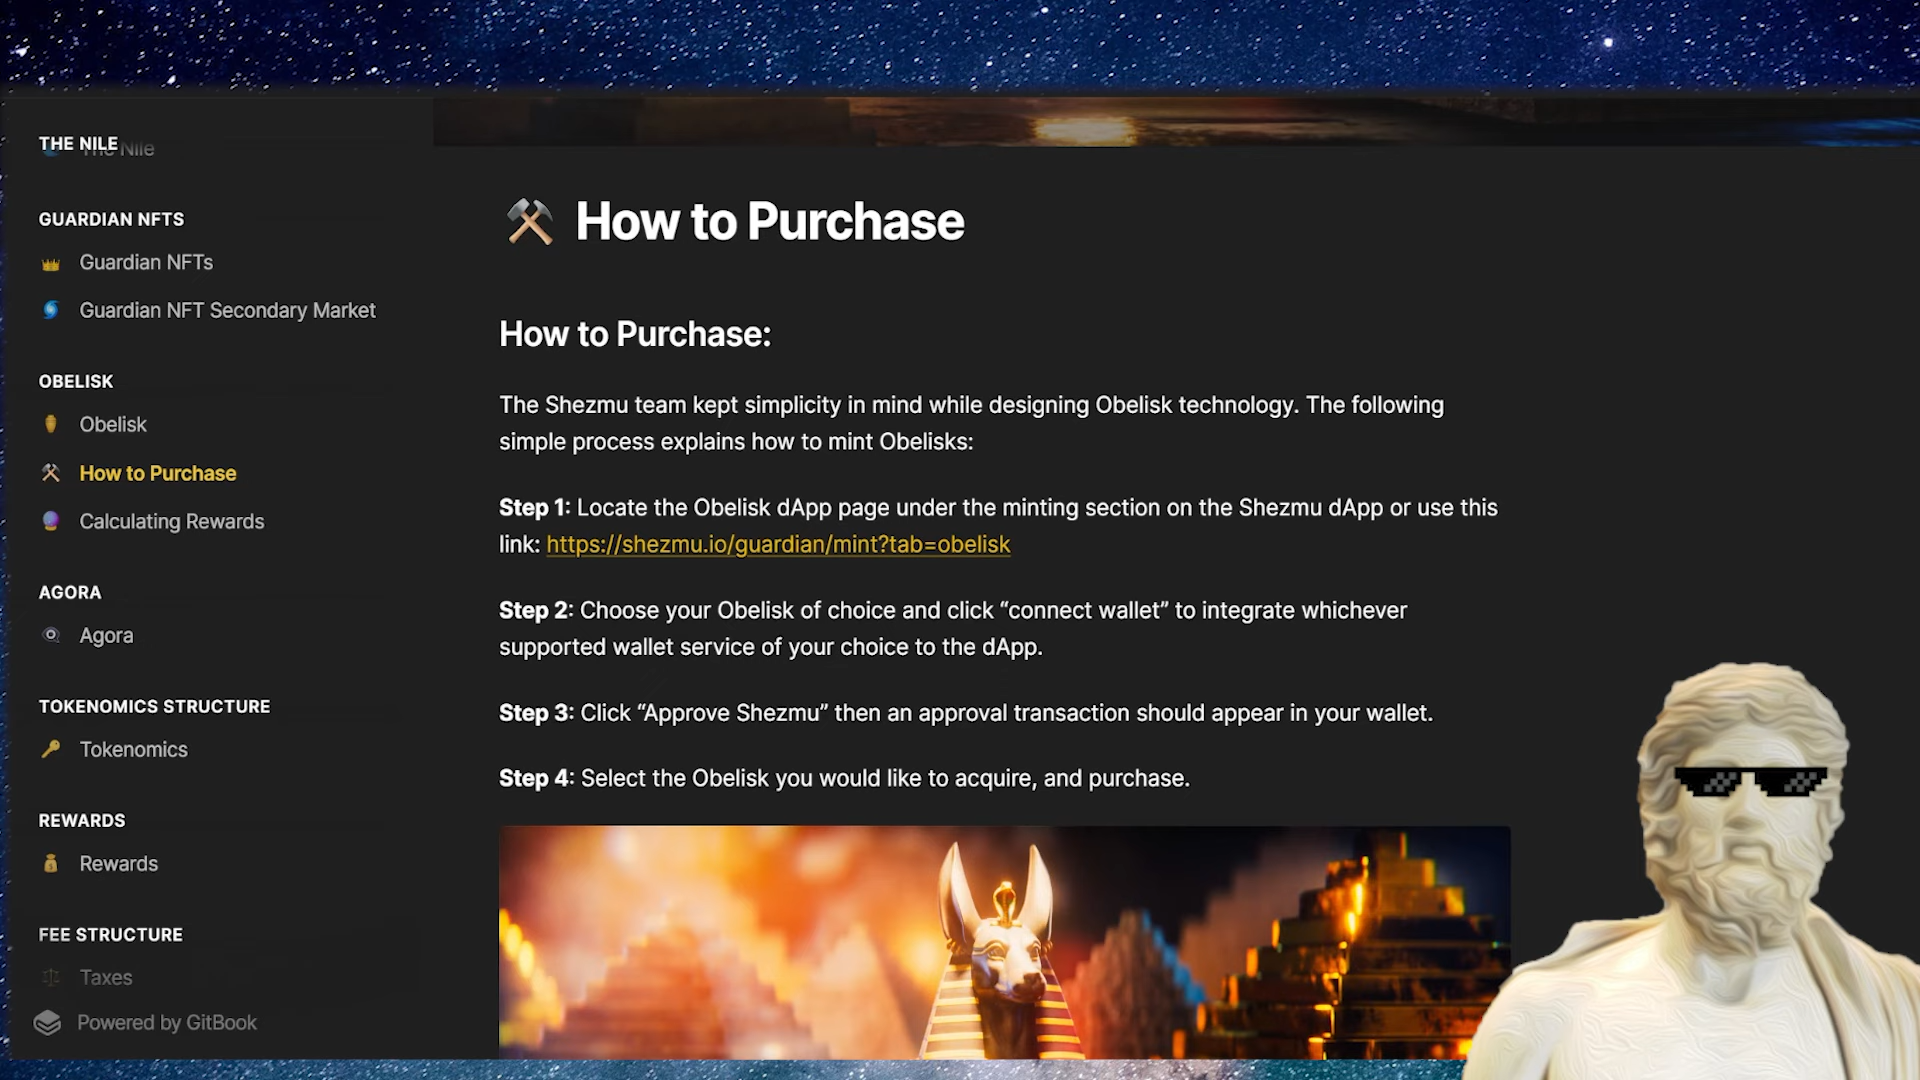 THE NILE
The Nile
GUARDIAN NFTS
Guardian NFTs
Guardian NFT Secondary Market
OBELISK
Obelisk
How to Purchase
Calculating Rewards
AGORA
Agora
TOKENOMICS STRUCTURE
Tokenomics
REWARDS
Rewards
FEE STRUCTURE
Taxes
Powered by GitBook
How to Purchase
How to Purchase:
The Shezmu team kept simplicity in mind while designing Obelisk technology. The following
simple process explains how to mint Obelisks:
Step 1: Locate the Obelisk dApp page under the minting section on the Shezmu dApp or use this
link: https://shezmu.io/guardian/mint?tab=obelisk
Step 2: Choose your Obelisk of choice and click “connect wallet” to integrate whichever
supported wallet service of your choice to the dApp.
Step 3: Click “Approve Shezmu” then an approval transaction should appear in your wallet.
Step 4: Select the Obelisk you would like to acquire, and purchase.